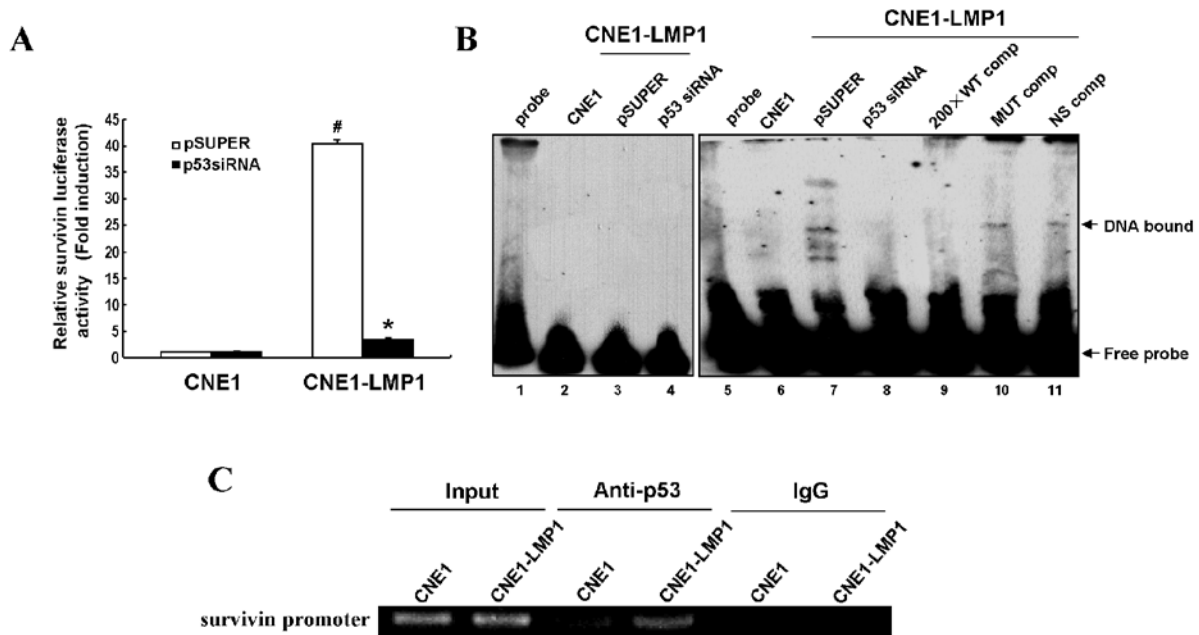 A
Relative survivin luciferase
activity (Fold induction)
45
40
35
30
25
20
15
10
5
0
pSUPER
p53siRNA
#
*
CNE1
CNE1-LMP1
B
CNE1-LMP1
CNE1-LMP1
probe
CNE1
pSUPER
p53 siRNA
probe
CNE1
pSUPER
p53 siRNA
200×WT comp
MUT comp
NS comp
DNA bound
Free probe
1 2 3 4 5 6 7 8 9 10 11
C
Input Anti-p53 IgG
CNE1
CNE1-LMP1
CNE1
CNE1-LMP1
CNE1
CNE1-LMP1
survivin promoter